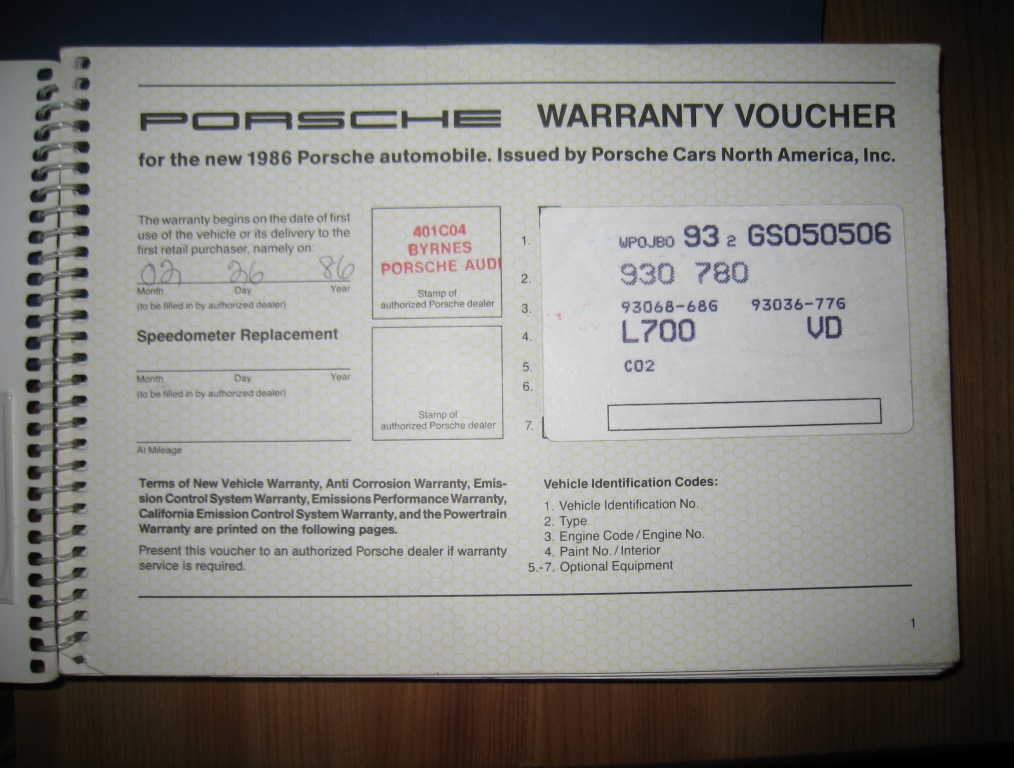 PORSCHE WARRANTY VOUCHER
for the new 1986 Porsche automobile. Issued by Porsche Cars North America, Inc.
The warranty begins on the date of first
use of the vehicle or its delivery to the
first retail purchaser, namely on:
02 26 86
Month Day Year
(to be filled in by authorized dealer)
Speedometer Replacement
Month Day Year
(to be filled in by authorized dealer)
At Mileage
401C04
BYRNES
PORSCHE AUDI
Stamp of
authorized Porsche dealer
Stamp of
authorized Porsche dealer
1. WP0JB0 93 2 GS050506
2. 930 780
3. 93068-68G 93036-77G
4. L700 VD
5. C02
6.
7.
Terms of New Vehicle Warranty, Anti Corrosion Warranty, Emis-
sion Control System Warranty, Emissions Performance Warranty,
California Emission Control System Warranty, and the Powertrain
Warranty are printed on the following pages.
Present this voucher to an authorized Porsche dealer if warranty
service is required.
Vehicle Identification Codes:
1. Vehicle Identification No.
2. Type
3. Engine Code/Engine No.
4. Paint No./Interior
5.-7. Optional Equipment
1